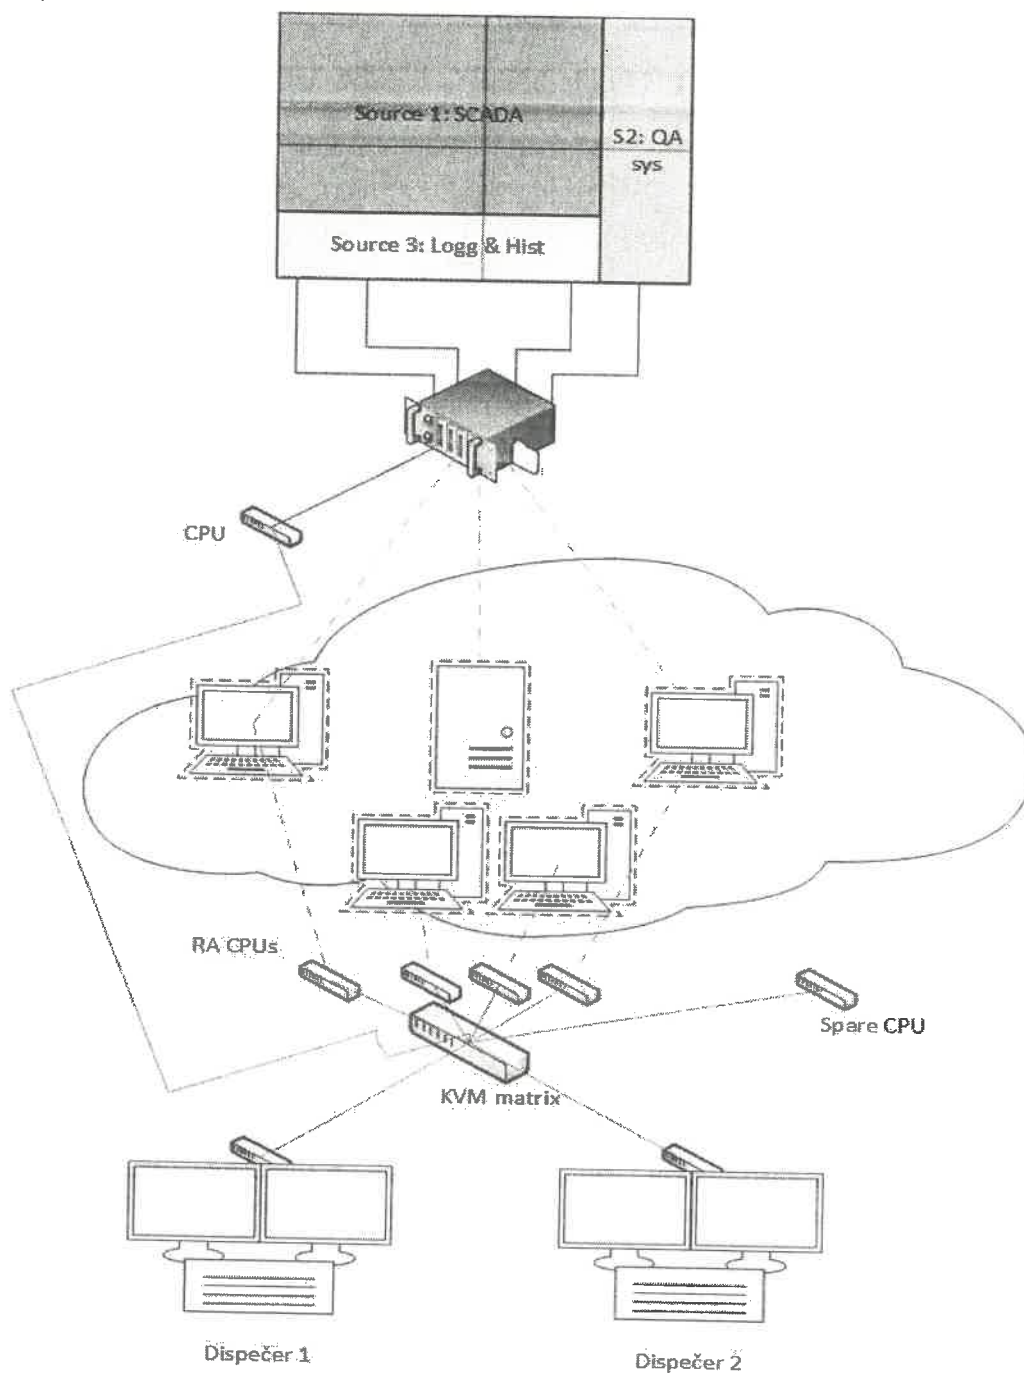 Source 1: SCADA
S2: QA
sys
Source 3: Logg & Hist
CPU
RA CPUs
Spare CPU
KVM matrix
Dispečer 1
Dispečer 2